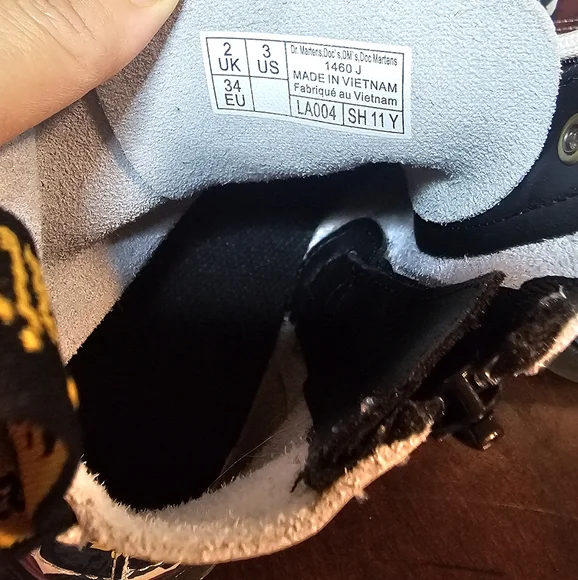 2 UK
3 US
34 EU
Dr. Martens,Doc's,DM's,Doc Martens
1460 J
MADE IN VIETNAM
Fabriqué au Vietnam
LA004
SH 11 Y